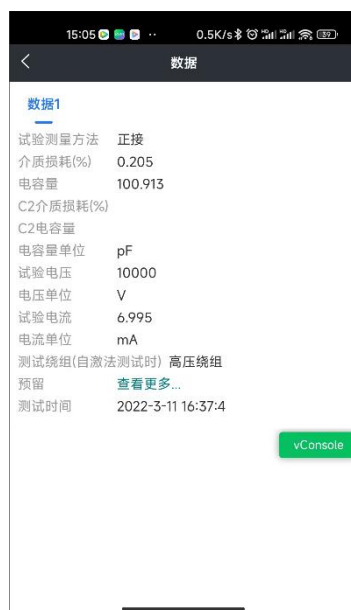 15:05 ·· 0.5K/s 39
数据
数据1
试验测量方法 正接
介质损耗(%) 0.205
电容量 100.913
C2介质损耗(%)
C2电容量
电容量单位 pF
试验电压 10000
电压单位 V
试验电流 6.995
电流单位 mA
测试绕组(自激法测试时) 高压绕组
预留 查看更多...
测试时间 2022-3-11 16:37:4
vConsole